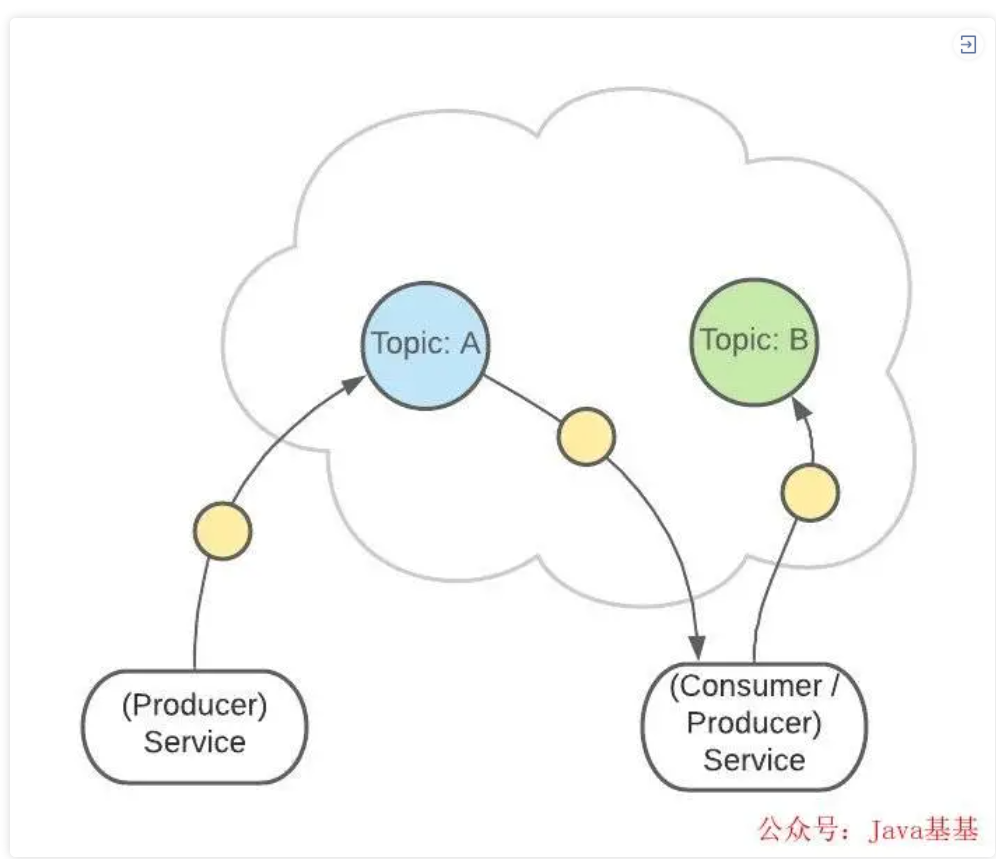 Topic: A
Topic: B
(Producer)
Service
(Consumer /
Producer)
Service
公众号：Java基基